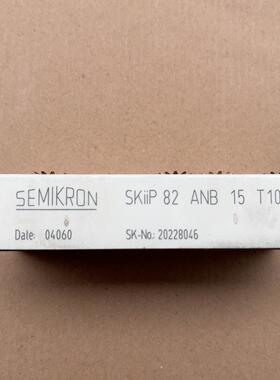 SEMIKRON SKiiP 82 ANB 15 T10
Date: 04060 SK-No.: 20228046